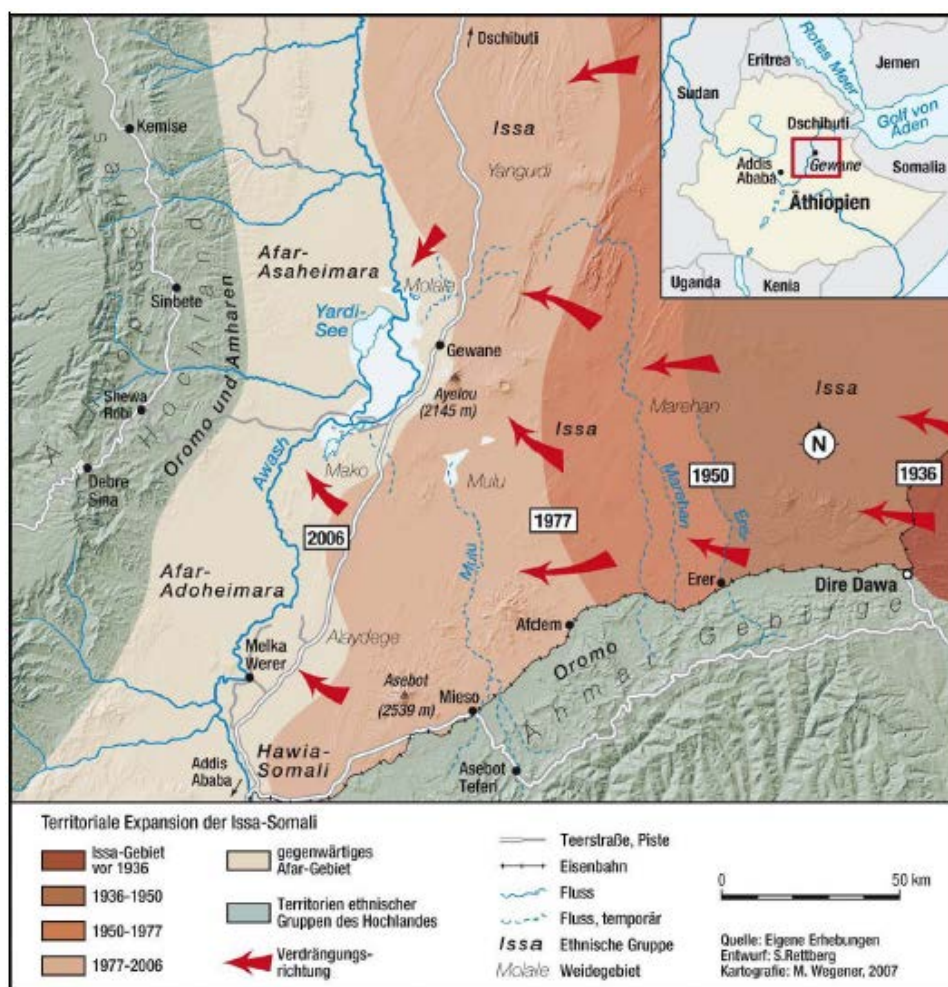 Dschibuti
Kemise
Issa
Yangudi
Afar-
Asaheimara
Molale
Sinbete
Yardi-
See
Gewane
Oromo und Amharen
Shewa
Robi
Ayelou
(2145 m)
Debre
Sina
Awash
Mako
Mulu
Issa
Marehan
Issa
N
2006
1977
1950
1936
Mulu
Marehan
Erer
Afar-
Adoheimara
Erer
Dire Dawa
Alaydege
Afdem
Melka
Werer
Asebot
(2539 m)
Mieso
Oromo
Ahmar Gebirge
Hawia-
Somali
Addis
Ababa
Asebot
Teferi
Rotes Meer
Eritrea
Jemen
Sudan
Golf von
Aden
Dschibuti
Gewane
Addis
Ababa
Somalia
Äthiopien
Uganda
Kenia
Territoriale Expansion der Issa-Somali
Issa-Gebiet
vor 1936
1936-1950
1950-1977
1977-2006
gegenwärtiges
Afar-Gebiet
Territorien ethnischer
Gruppen des Hochlandes
Verdrängungs-
richtung
Teerstraße, Piste
Eisenbahn
Fluss
Fluss, temporär
Issa Ethnische Gruppe
Molale Weidegebiet
0 50 km
Quelle: Eigene Erhebungen
Entwurf: S.Rettberg
Kartografie: M. Wegener, 2007